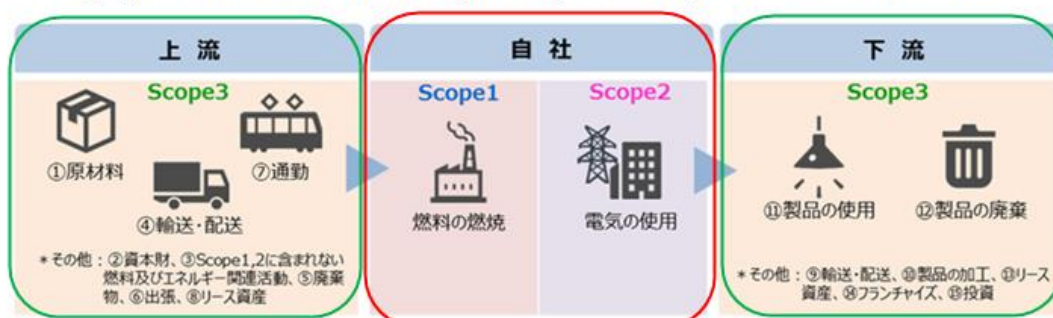 上流
自社
下流
Scope3
Scope1
Scope2
Scope3
①原材料
⑦通勤
④輸送・配送
燃料の燃焼
電気の使用
⑪製品の使用
⑫製品の廃棄
＊その他：②資本財、③Scope1,2に含まれない
燃料及びエネルギー関連活動、⑤廃棄
物、⑥出張、⑧リース資産
＊その他：⑨輸送・配送、⑩製品の加工、⑬リース
資産、⑭フランチャイズ、⑮投資